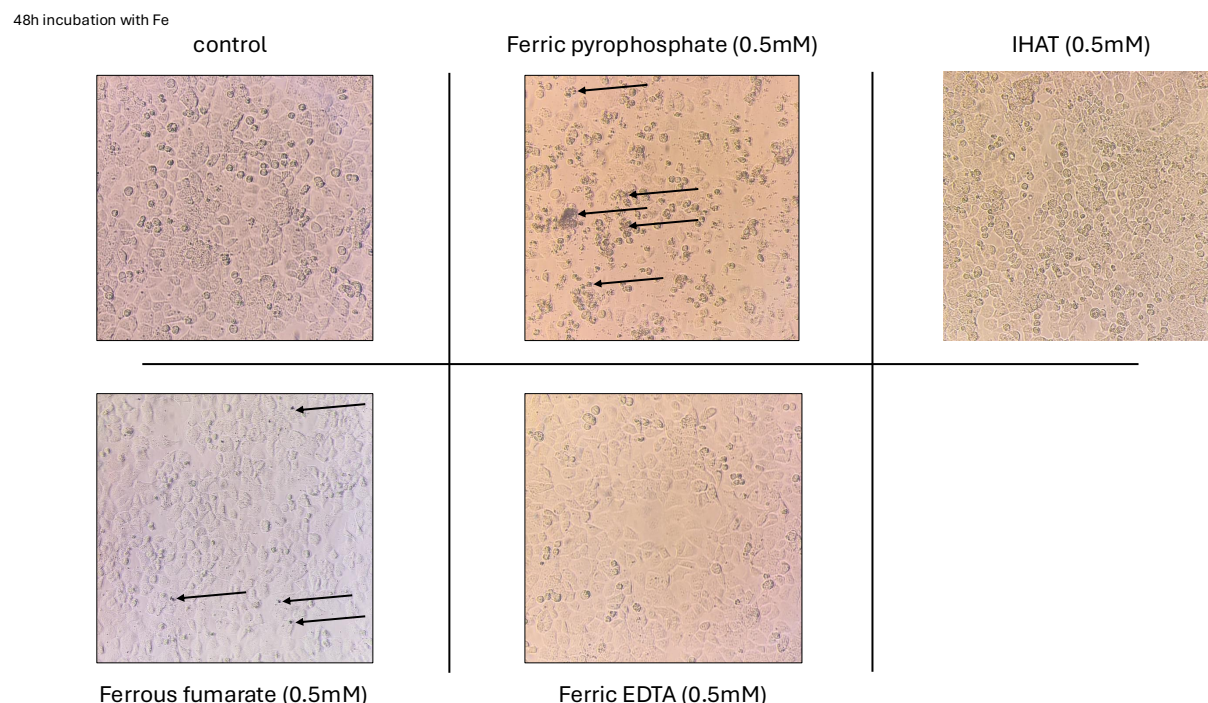 48h incubation with Fe
control
Ferric pyrophosphate (0.5mM)
IHAT (0.5mM)
Ferrous fumarate (0.5mM)
Ferric EDTA (0.5mM)